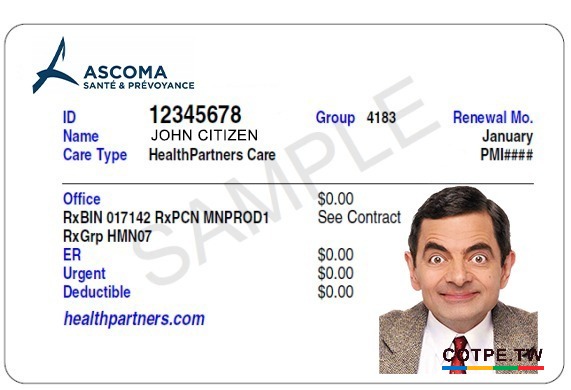 ASCOMA
SANTÉ & PRÉVOYANCE
ID 12345678 Group 4183 Renewal Mo.
Name JOHN CITIZEN January
Care Type HealthPartners Care PMI####
SAMPLE
Office $0.00
RxBIN 017142 RxPCN MNPROD1 See Contract
RxGrp HMN07
ER $0.00
Urgent $0.00
Deductible $0.00
healthpartners.com
COTPE.TW